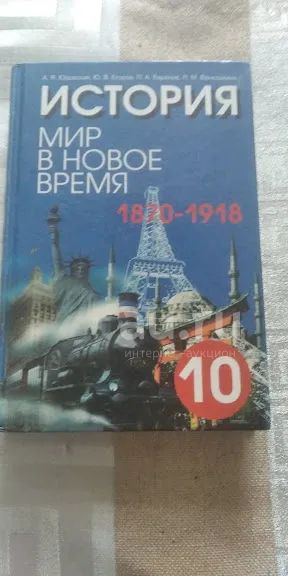 ИСТОРИЯ
МИР
В НОВОЕ
ВРЕМЯ
1870-1918
10